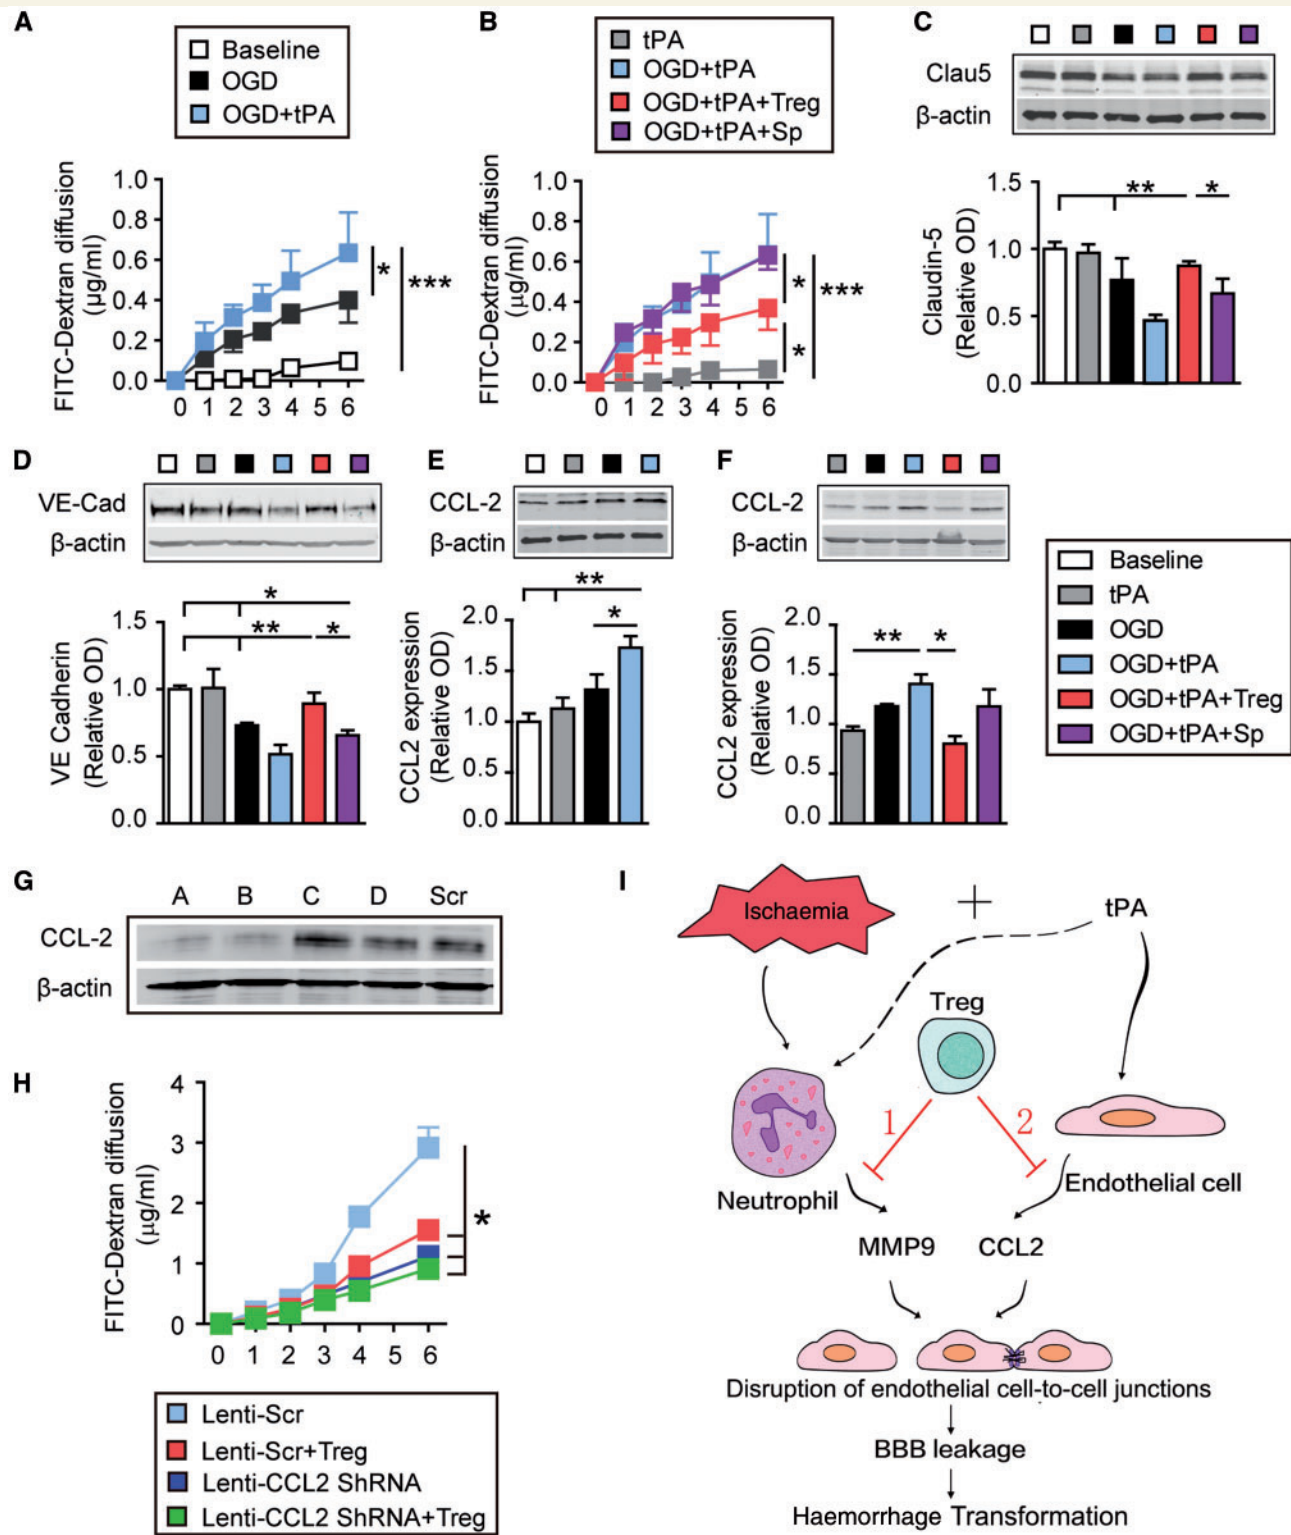 A
Baseline
OGD
OGD+tPA
FITC-Dextran diffusion
(µg/ml)
1.0
0.8
0.6
0.4
0.2
0.0
0 1 2 3 4 5 6
*
***
B
tPA
OGD+tPA
OGD+tPA+Treg
OGD+tPA+Sp
FITC-Dextran diffusion
(µg/ml)
1.0
0.8
0.6
0.4
0.2
0.0
0 1 2 3 4 5 6
*
*
***
C
Clau5
β-actin
Claudin-5
(Relative OD)
1.5
1.0
0.5
0.0
**
*
D
VE-Cad
β-actin
VE Cadherin
(Relative OD)
1.5
1.0
0.5
0.0
*
**
*
E
CCL-2
β-actin
CCL2 expression
(Relative OD)
2.0
1.5
1.0
0.5
0.0
**
*
F
CCL-2
β-actin
CCL2 expression
(Relative OD)
2.0
1.5
1.0
0.5
0.0
**
*
Baseline
tPA
OGD
OGD+tPA
OGD+tPA+Treg
OGD+tPA+Sp
G
A B C D Scr
CCL-2
β-actin
H
FITC-Dextran diffusion
(µg/ml)
4
3
2
1
0
0 1 2 3 4 5 6
*
Lenti-Scr
Lenti-Scr+Treg
Lenti-CCL2 ShRNA
Lenti-CCL2 ShRNA+Treg
I
Ischaemia
+
tPA
Treg
1
2
Neutrophil
Endothelial cell
MMP9
CCL2
Disruption of endothelial cell-to-cell junctions
BBB leakage
Haemorrhage Transformation